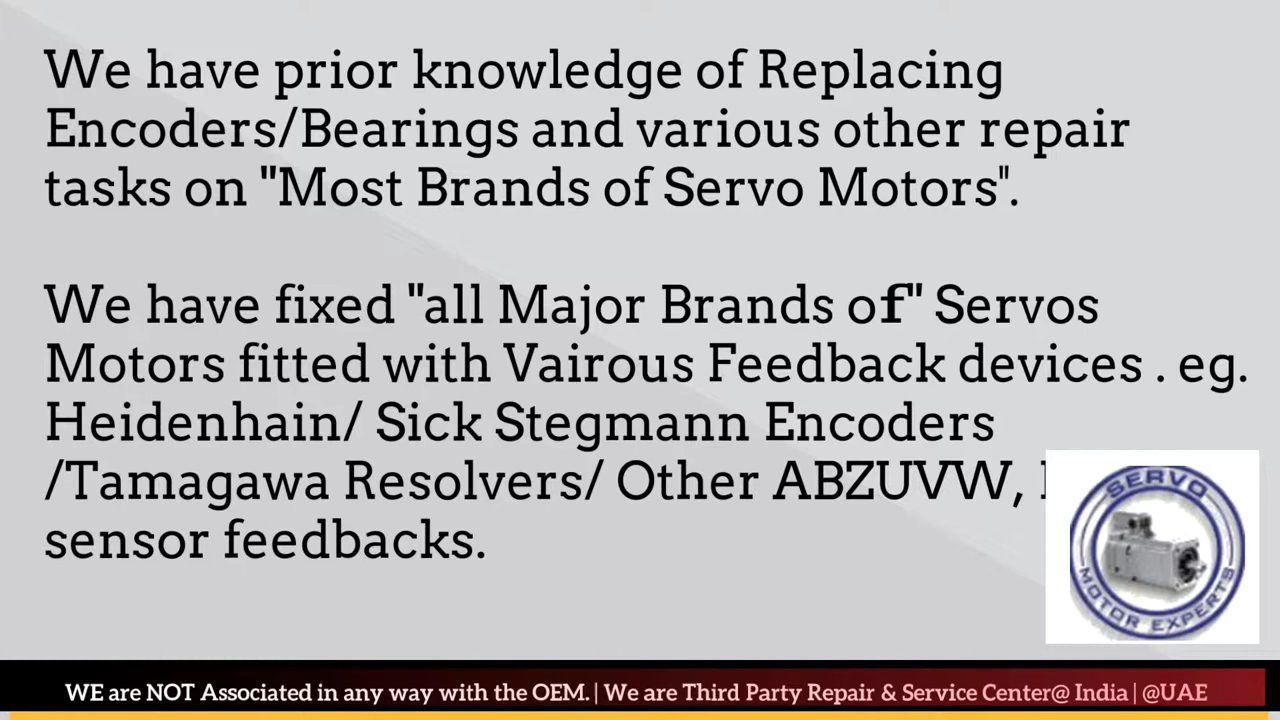 We have prior knowledge of Replacing
Encoders/Bearings and various other repair
tasks on "Most Brands of Servo Motors".
We have fixed "all Major Brands of" Servos
Motors fitted with Vairous Feedback devices . eg.
Heidenhain/ Sick Stegmann Encoders
/Tamagawa Resolvers/ Other ABZUVW,
sensor feedbacks.
SERVO
MOTOR EXPERTS
WE are NOT Associated in any way with the OEM. | We are Third Party Repair & Service Center@ India | @UAE